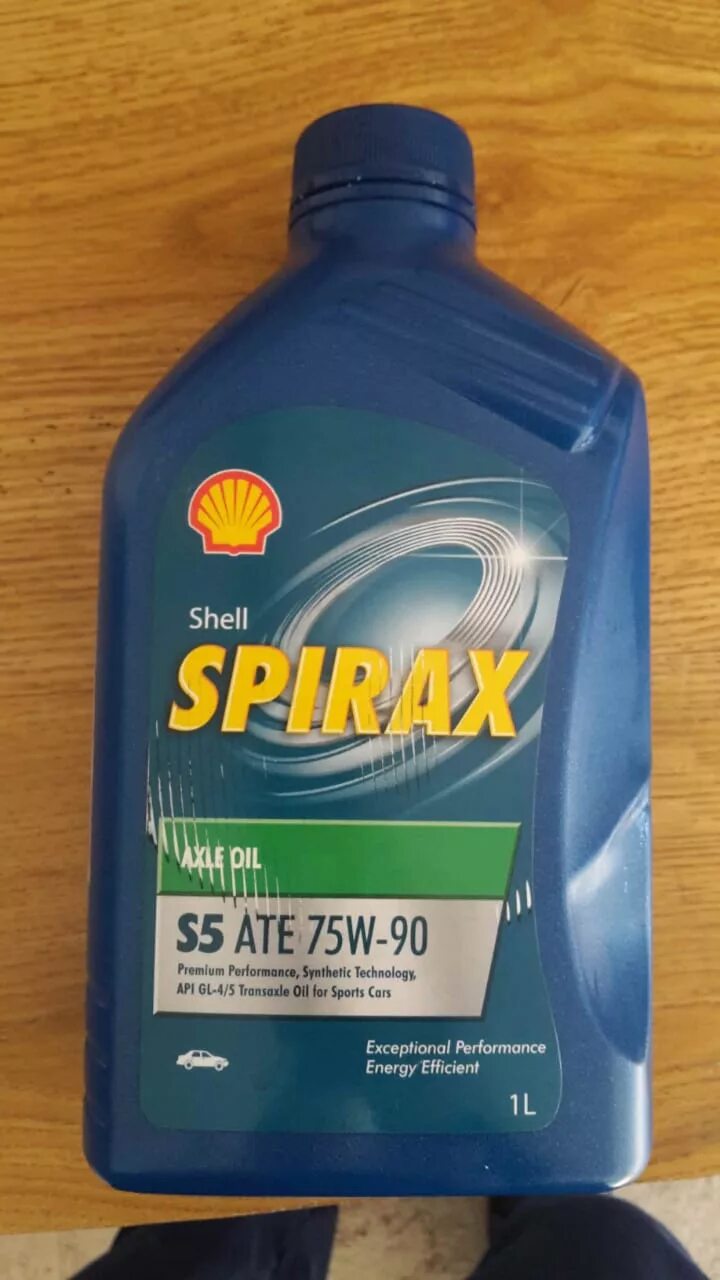 Shell
SPIRAX
AXLE OIL
S5 ATE 75W-90
Premium Performance, Synthetic Technology,
API GL-4/5 Transaxle Oil for Sports Cars
Exceptional Performance
Energy Efficient
1L